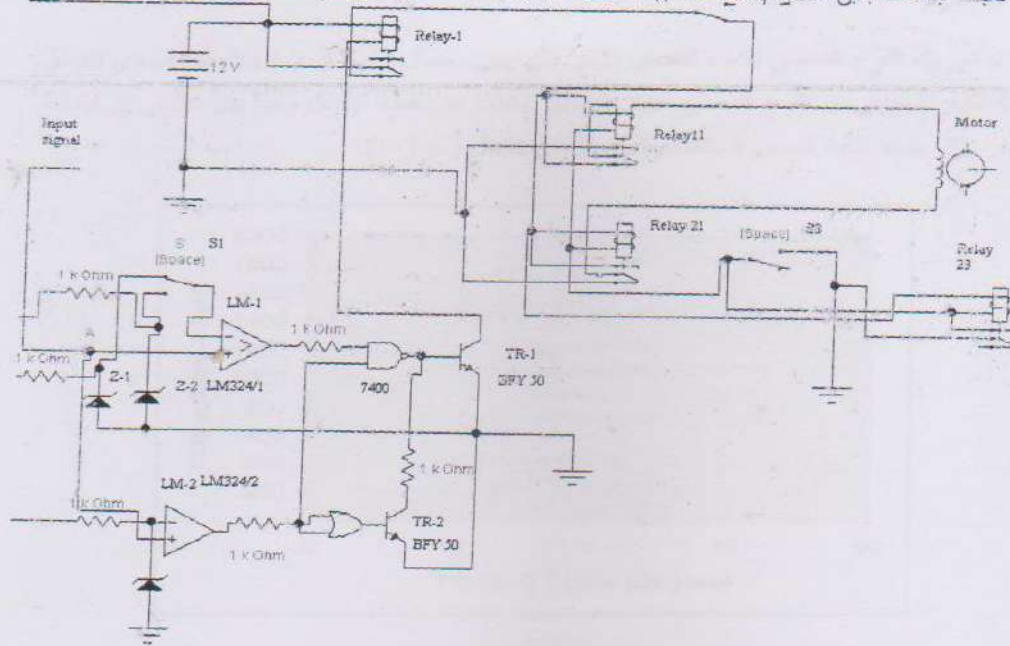 Relay-1
12V
Input signal
Relay11
Motor
Relay 21
(Space)
Relay 23
S S1
(Space)
1 k Ohm
LM-1
1 k Ohm
A
1 k Ohm
Z-1
Z-2 LM324/1
7400
TR-1
BFY 50
1 k Ohm
LM-2 LM324/2
1 k Ohm
1 k Ohm
TR-2
BFY 50